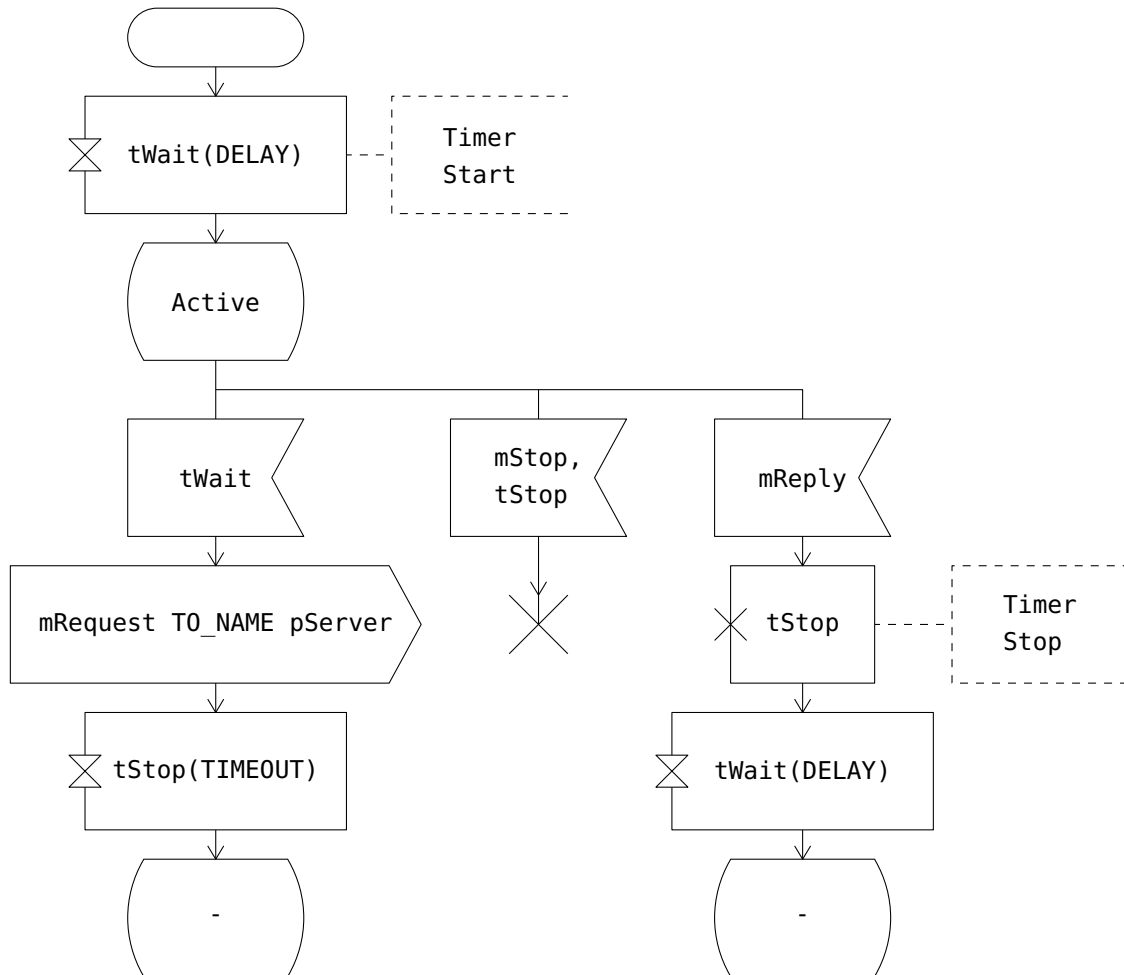 tWait(DELAY)
Timer
Start
Active
tWait
mStop,
tStop
mReply
mRequest TO_NAME pServer
tStop
Timer
Stop
tStop(TIMEOUT)
tWait(DELAY)
-
-